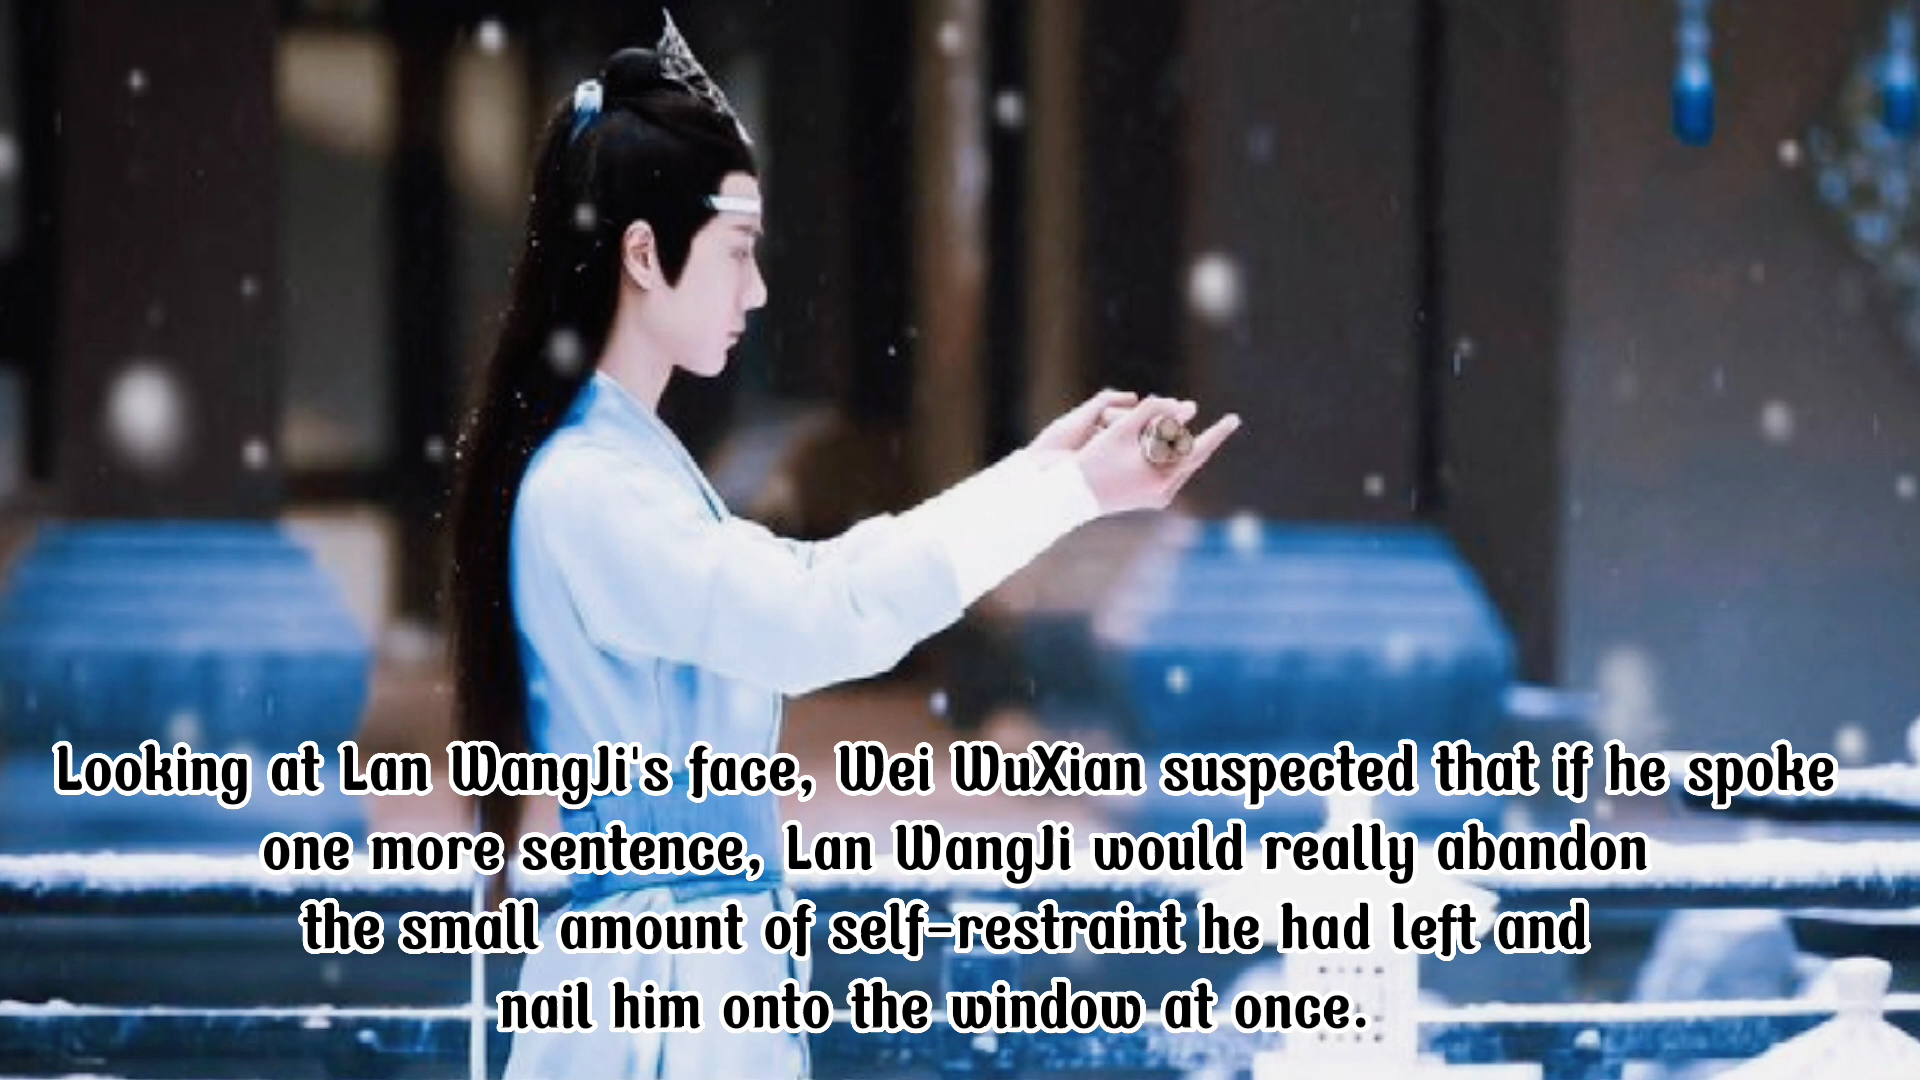 Looking at Lan WangJi's face, Wei WuXian suspected that if he spoke
one more sentence, Lan WangJi would really abandon
the small amount of self-restraint he had left and
nail him onto the window at once.